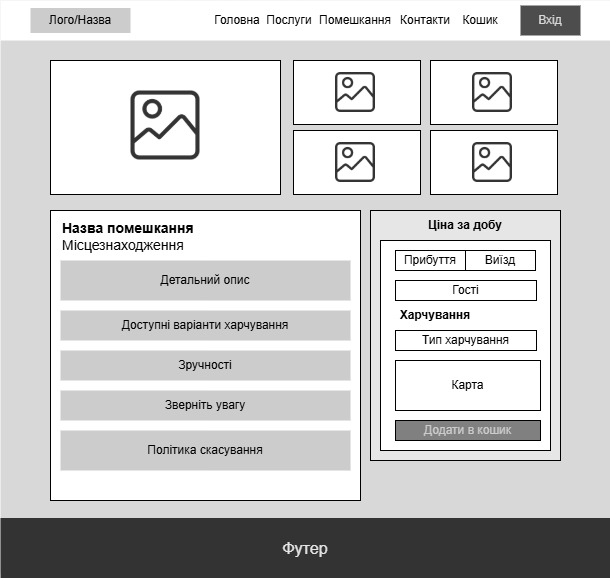 Лого/Назва
Головна Послуги Помешкання Контакти Кошик Вхід
Назва помешкання
Місцезнаходження
Детальний опис
Доступні варіанти харчування
Зручності
Зверніть увагу
Політика скасування
Ціна за добу
Прибуття Виїзд
Гості
Харчування
Тип харчування
Карта
Додати в кошик
Футер